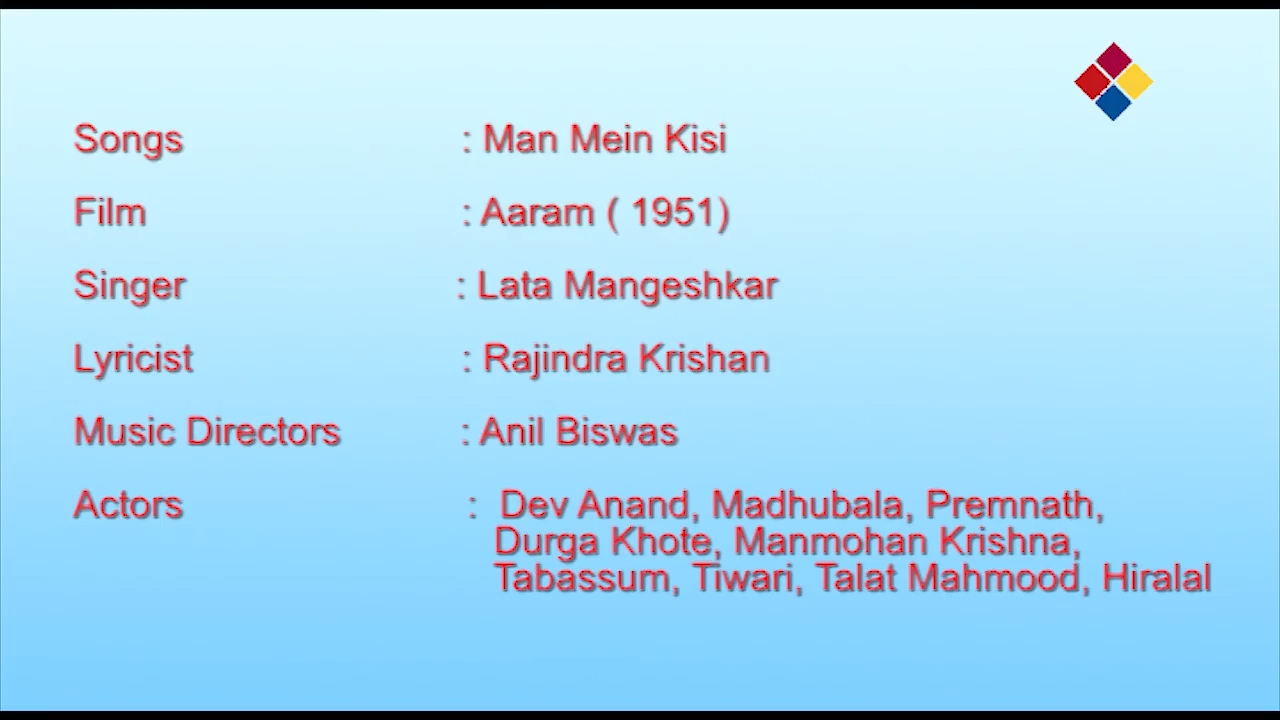 Songs : Man Mein Kisi
Film : Aaram ( 1951)
Singer : Lata Mangeshkar
Lyricist : Rajindra Krishan
Music Directors : Anil Biswas
Actors : Dev Anand, Madhubala, Premnath,
Durga Khote, Manmohan Krishna,
Tabassum, Tiwari, Talat Mahmood, Hiralal